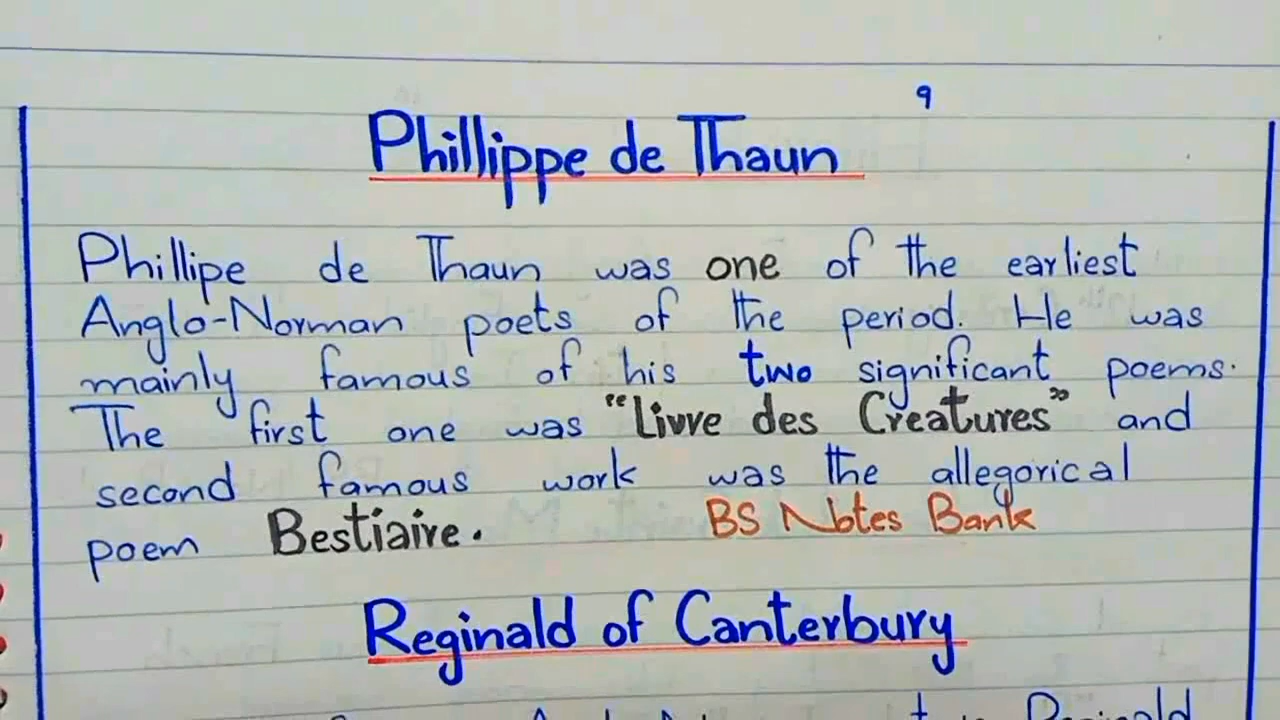 9
Phillippe de Thaun
Phillipe de Thaun was one of the earliest
Anglo-Norman poets of the period. He was
mainly famous of his two significant poems.
The first one was "Livre des Creatures" and
second famous work was the allegorical
poem Bestiaire. BS Notes Bank
Reginald of Canterbury
Reginald